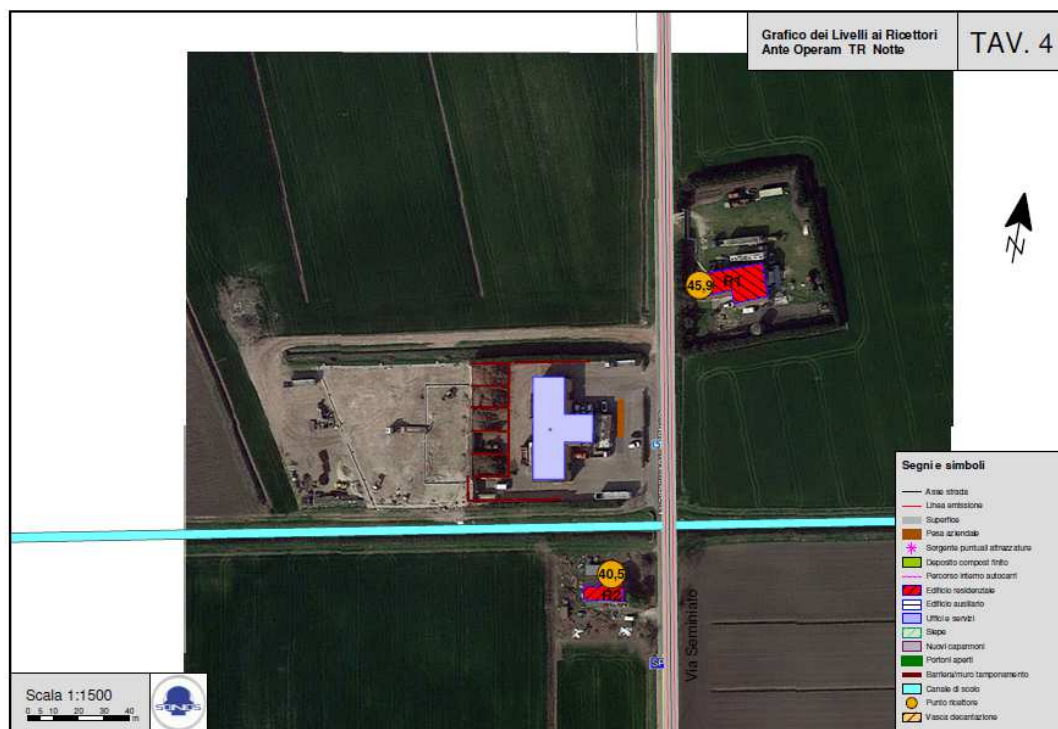 Grafico dei Livelli ai Ricettori
Ante Operam TR Notte
TAV. 4
N
R1
45,9
40,5
R2
Via Seminiato
SP
Segni e simboli
Asse strada
Linea emissione
Superfice
Pesa aziendale
Sorgente puntuali attrazzature
Deposito compost finito
Percorso interno autocarri
Edificio residenziale
Edificio ausiliario
Uffici e servizi
Siepe
Nuovi capannoni
Portoni aperti
Barriera/muro tamponamento
Canale di scolo
Punto ricettore
Vasca decantazione
Scala 1:1500
0 5 10 20 30 40
m